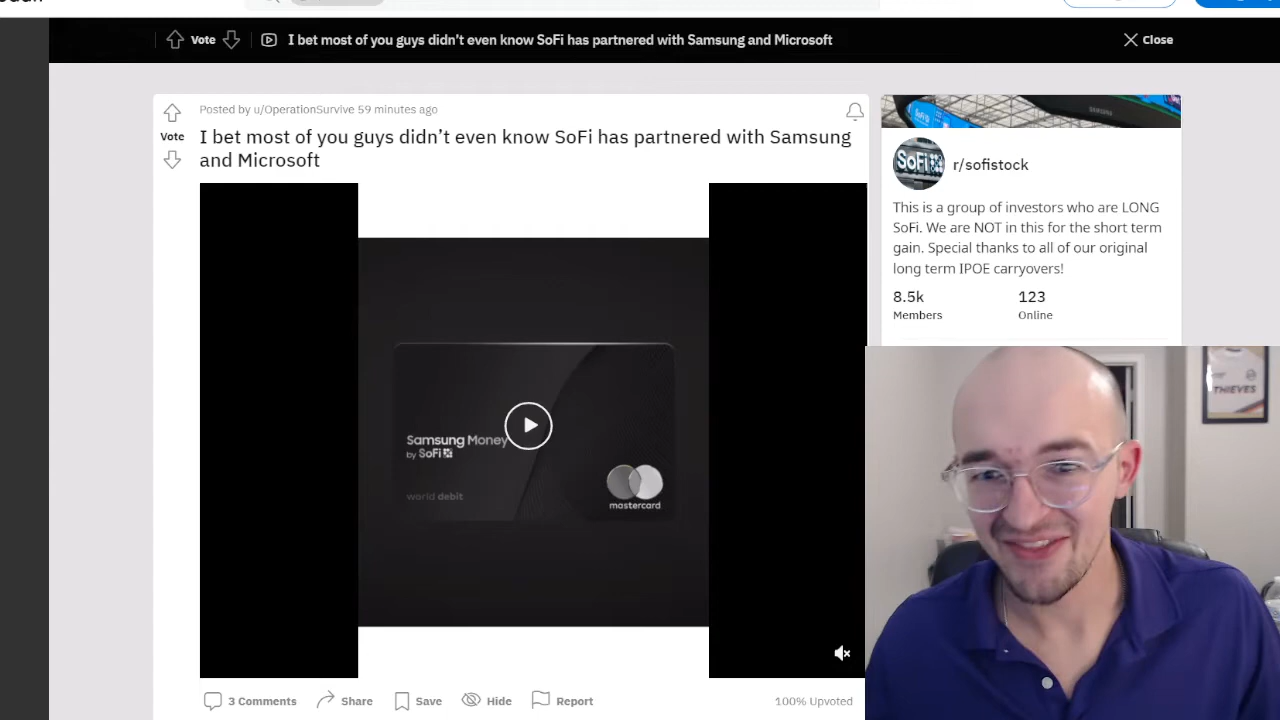 Vote
I bet most of you guys didn't even know SoFi has partnered with Samsung and Microsoft
Close
Posted by u/OperationSurvive 59 minutes ago
Vote
I bet most of you guys didn't even know SoFi has partnered with Samsung
and Microsoft
Samsung Money
by SoFi
world debit
mastercard
3 Comments
Share
Save
Hide
Report
100% Upvoted
SAMSUNG
SoFi
r/sofistock
This is a group of investors who are LONG
SoFi. We are NOT in this for the short term
gain. Special thanks to all of our original
long term IPOE carryovers!
8.5k
123
Members
Online
THIEVES